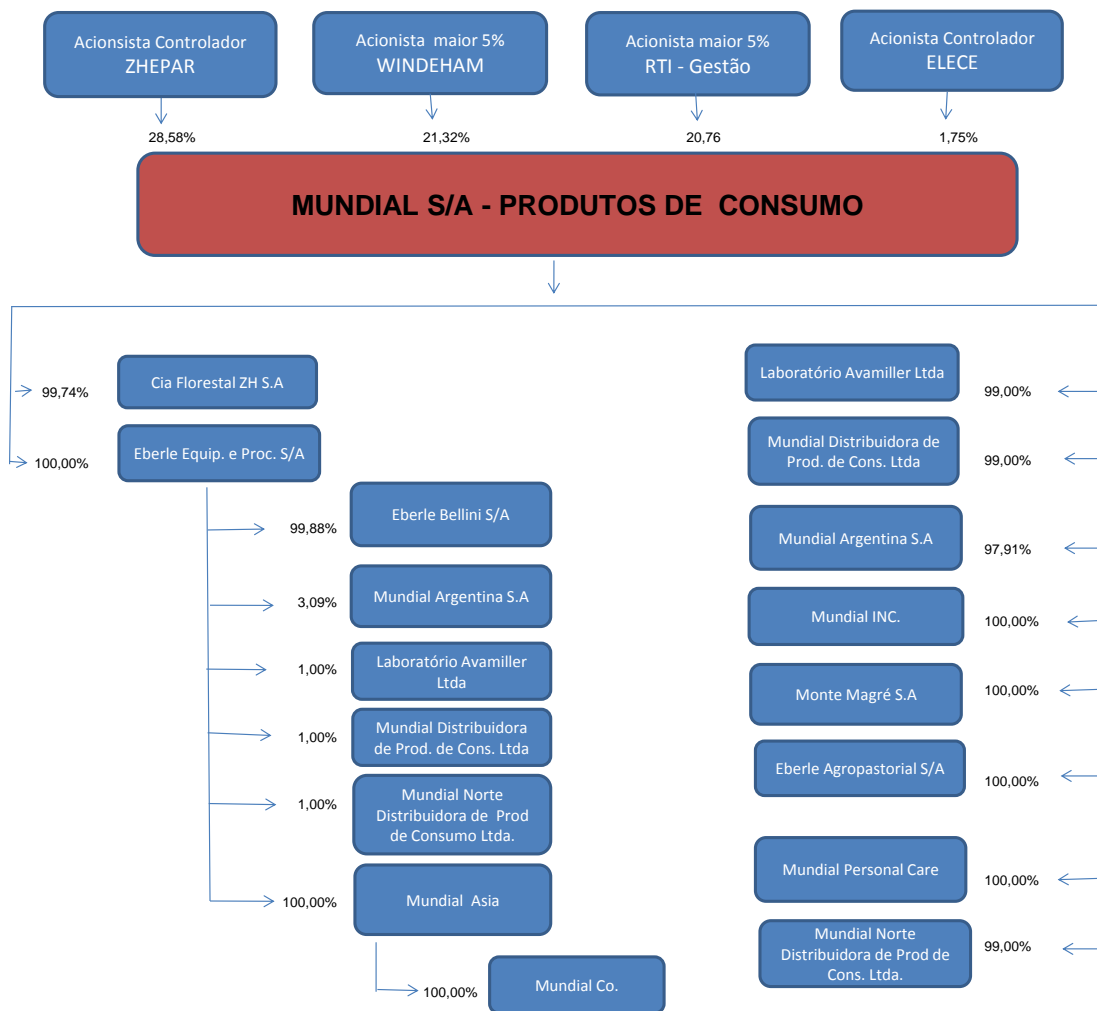 Acionsista Controlador
ZHEPAR
Acionista  maior 5%
WINDEHAM
Acionista maior 5%
RTI - Gestão
Acionista Controlador
ELECE
28,58%
21,32%
20,76
1,75%
MUNDIAL S/A - PRODUTOS DE  CONSUMO
99,74%
Cia Florestal ZH S.A
100,00%
Eberle Equip. e Proc. S/A
99,88%
Eberle Bellini S/A
3,09%
Mundial Argentina S.A
1,00%
Laboratório Avamiller
Ltda
1,00%
Mundial Distribuidora
de Prod. de Cons. Ltda
1,00%
Mundial Norte
Distribuidora de  Prod
de Consumo Ltda.
100,00%
Mundial  Asia
100,00%
Mundial Co.
Laboratório Avamiller Ltda
99,00%
Mundial Distribuidora de
Prod. de Cons. Ltda
99,00%
Mundial Argentina S.A
97,91%
Mundial INC.
100,00%
Monte Magré S.A
100,00%
Eberle Agropastorial S/A
100,00%
Mundial Personal Care
100,00%
Mundial Norte
Distribuidora de Prod de
Cons. Ltda.
99,00%